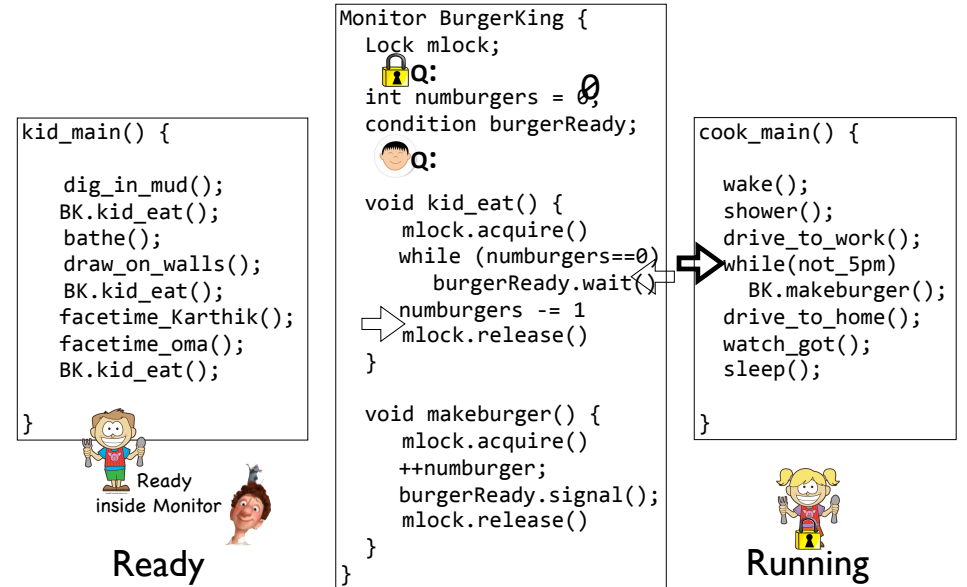 kid_main() {
dig_in_mud();
BK.kid_eat();
bathe();
draw_on_walls();
BK.kid_eat();
facetime_Karthik();
facetime_oma();
BK.kid_eat();
}
Ready
inside Monitor
Ready
Monitor BurgerKing {
Lock mlock;
Q:
int numburgers = 0;
0
condition burgerReady;
Q:
void kid_eat() {
mlock.acquire()
while (numburgers==0)
burgerReady.wait()
numburgers -= 1
mlock.release()
}
void makeburger() {
mlock.acquire()
++numburger;
burgerReady.signal();
mlock.release()
}
}
cook_main() {
wake();
shower();
drive_to_work();
while(not_5pm)
BK.makeburger();
drive_to_home();
watch_got();
sleep();
}
Running